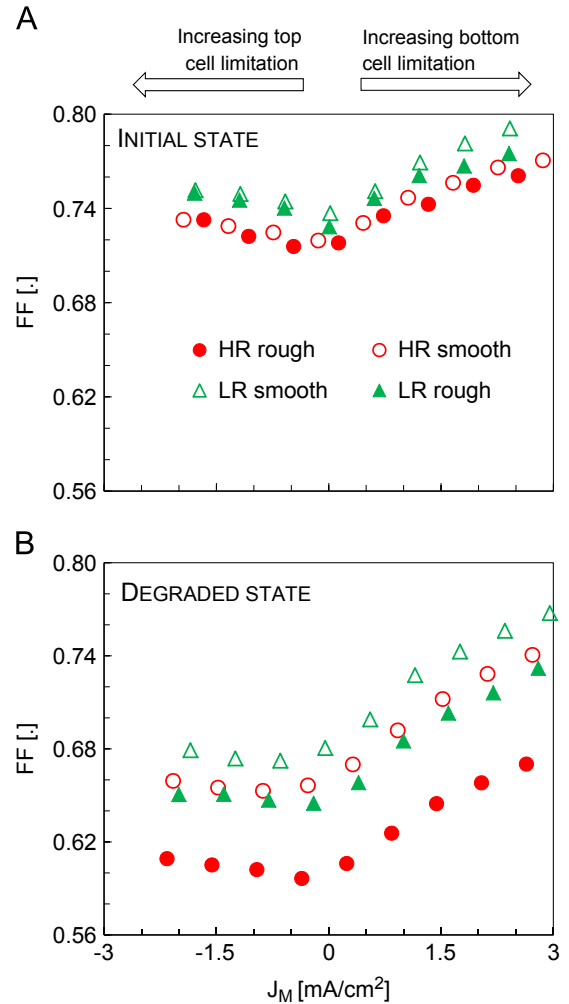 A
Increasing top
cell limitation
Increasing bottom
cell limitation
INITIAL STATE
0.80
0.74
0.68
0.62
0.56
FF [.]
HR rough
HR smooth
LR smooth
LR rough
B
DEGRADED STATE
0.80
0.74
0.68
0.62
0.56
FF [.]
-3
-1.5
0
1.5
3
J_M [mA/cm²]